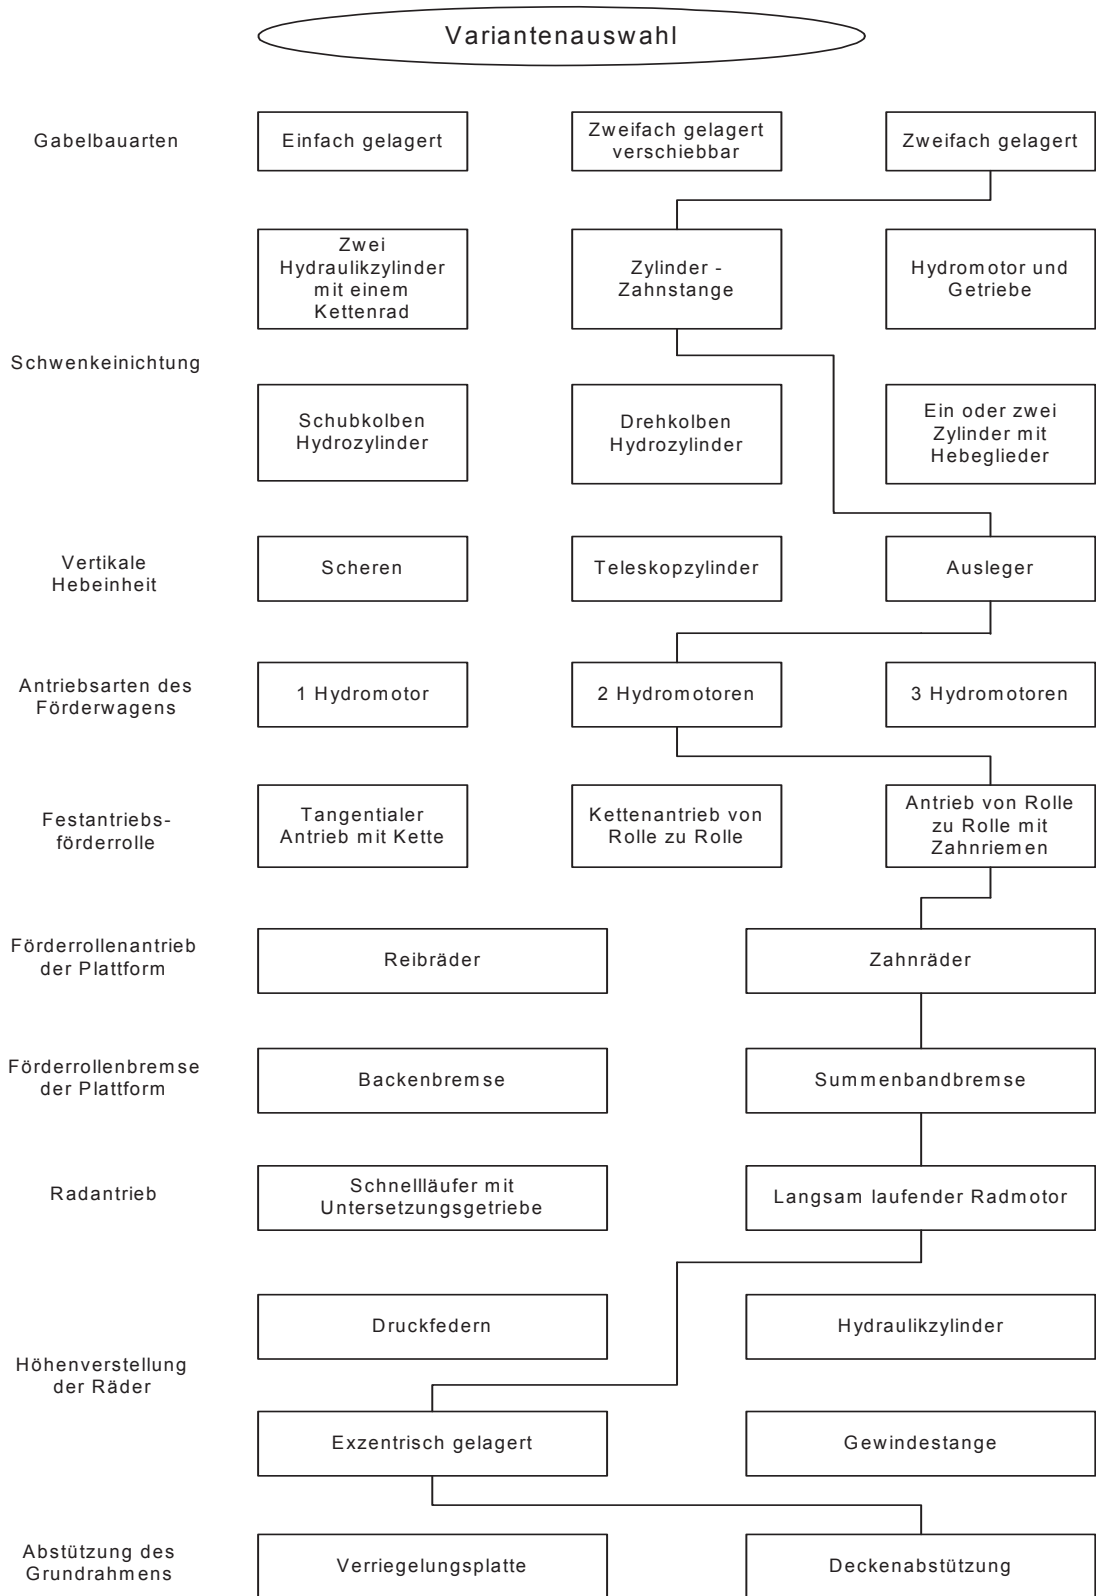 Variantenauswahl
Gabelbauarten
Einfach gelagert
Zweifach gelagert
verschiebbar
Zweifach gelagert
Schwenkeinichtung
Zwei
Hydraulikzylinder
mit einem
Kettenrad
Zylinder -
Zahnstange
Hydromotor und
Getriebe
Schubkolben
Hydrozylinder
Drehkolben
Hydrozylinder
Ein oder zwei
Zylinder mit
Hebeglieder
Vertikale
Hebeinheit
Scheren
Teleskopzylinder
Ausleger
Antriebsarten des
Förderwagens
1 Hydromotor
2 Hydromotoren
3 Hydromotoren
Festantriebs-
förderrolle
Tangentialer
Antrieb mit Kette
Kettenantrieb von
Rolle zu Rolle
Antrieb von Rolle
zu Rolle mit
Zahnriemen
Förderrollenantrieb
der Plattform
Reibräder
Zahnräder
Förderrollenbremse
der Plattform
Backenbremse
Summenbandbremse
Radantrieb
Schnellläufer mit
Untersetzungsgetriebe
Langsam laufender Radmotor
Höhenverstellung
der Räder
Druckfedern
Hydraulikzylinder
Exzentrisch gelagert
Gewindestange
Abstützung des
Grundrahmens
Verriegelungsplatte
Deckenabstützung